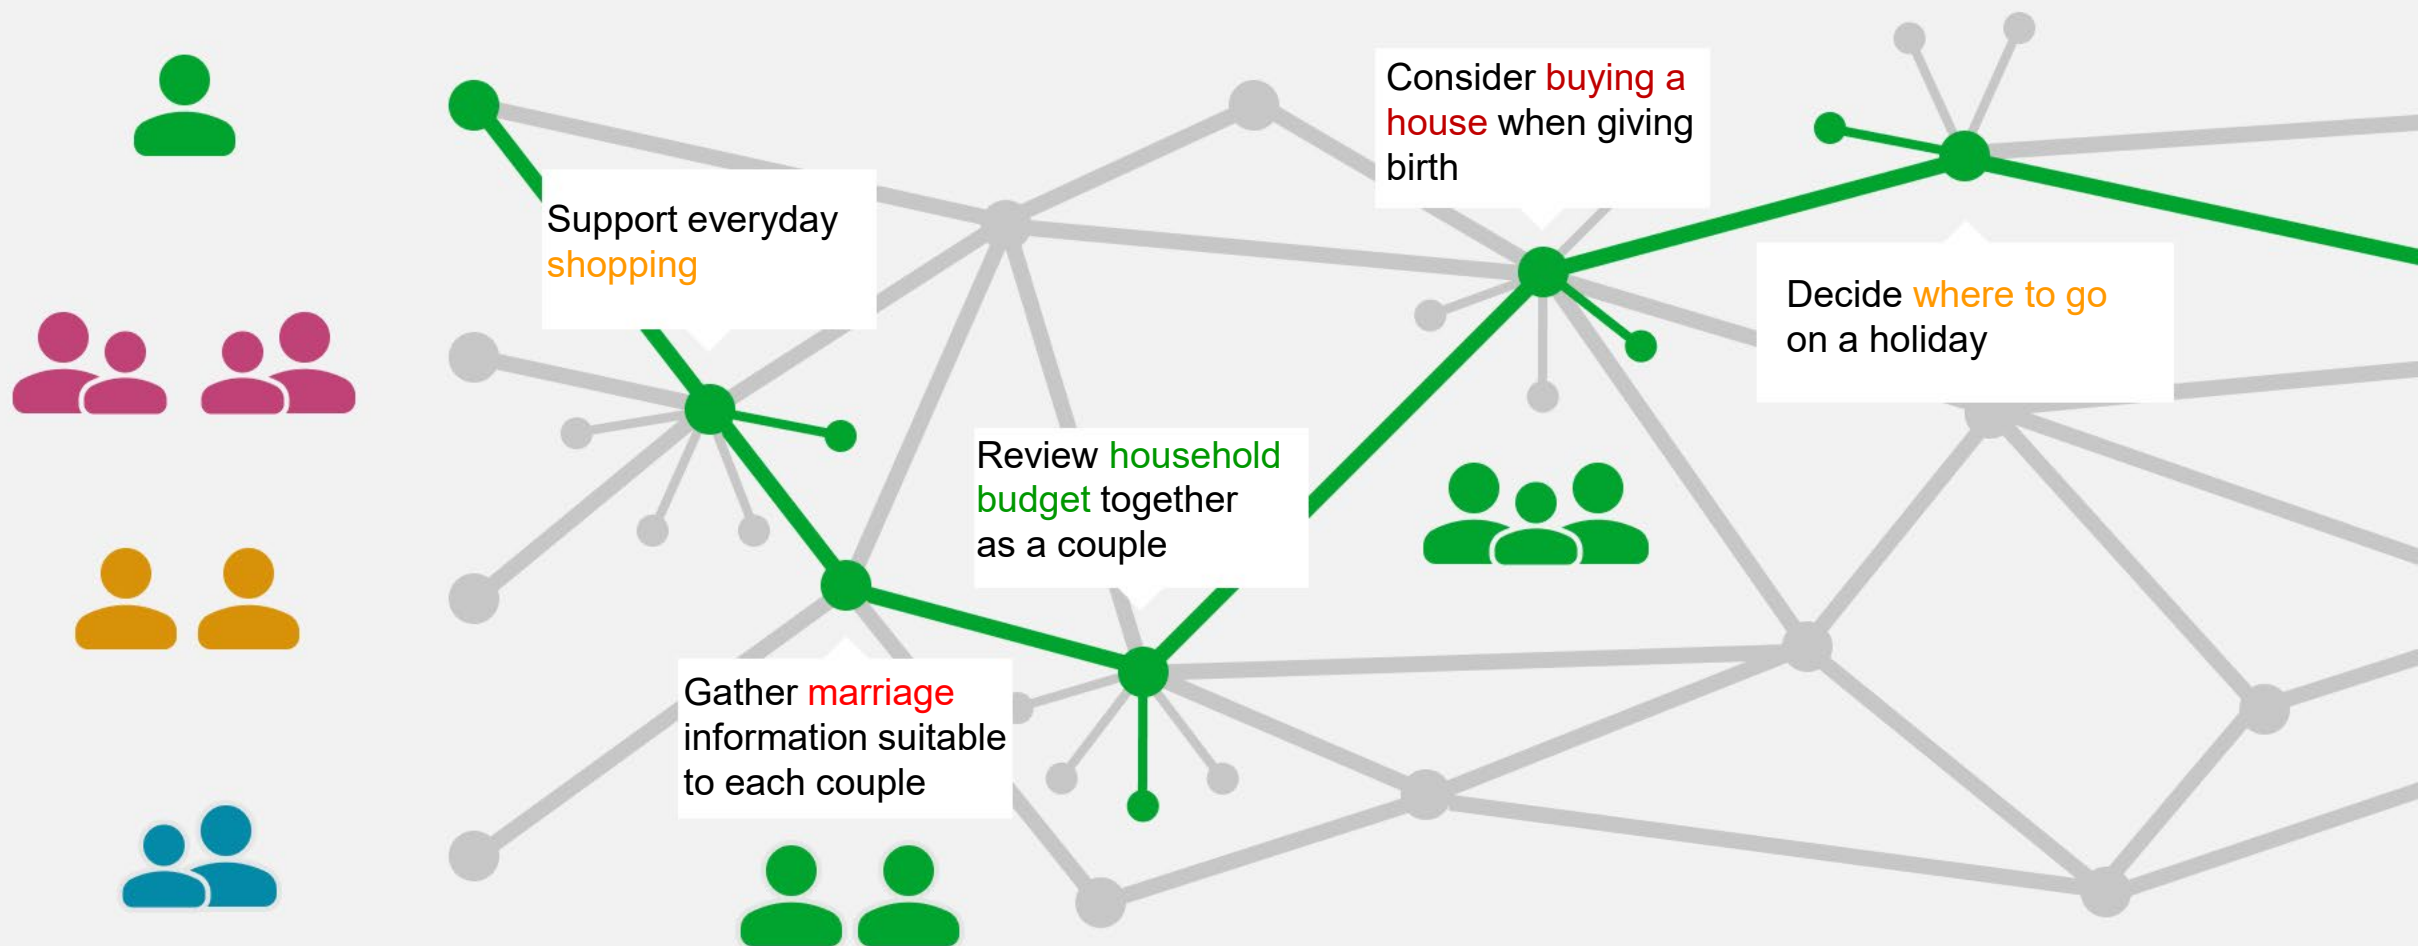 Support everyday
shopping
Gather marriage
information suitable
to each couple
Review household
budget together
as a couple
Consider buying a
house when giving
birth
Decide where to go
on a holiday